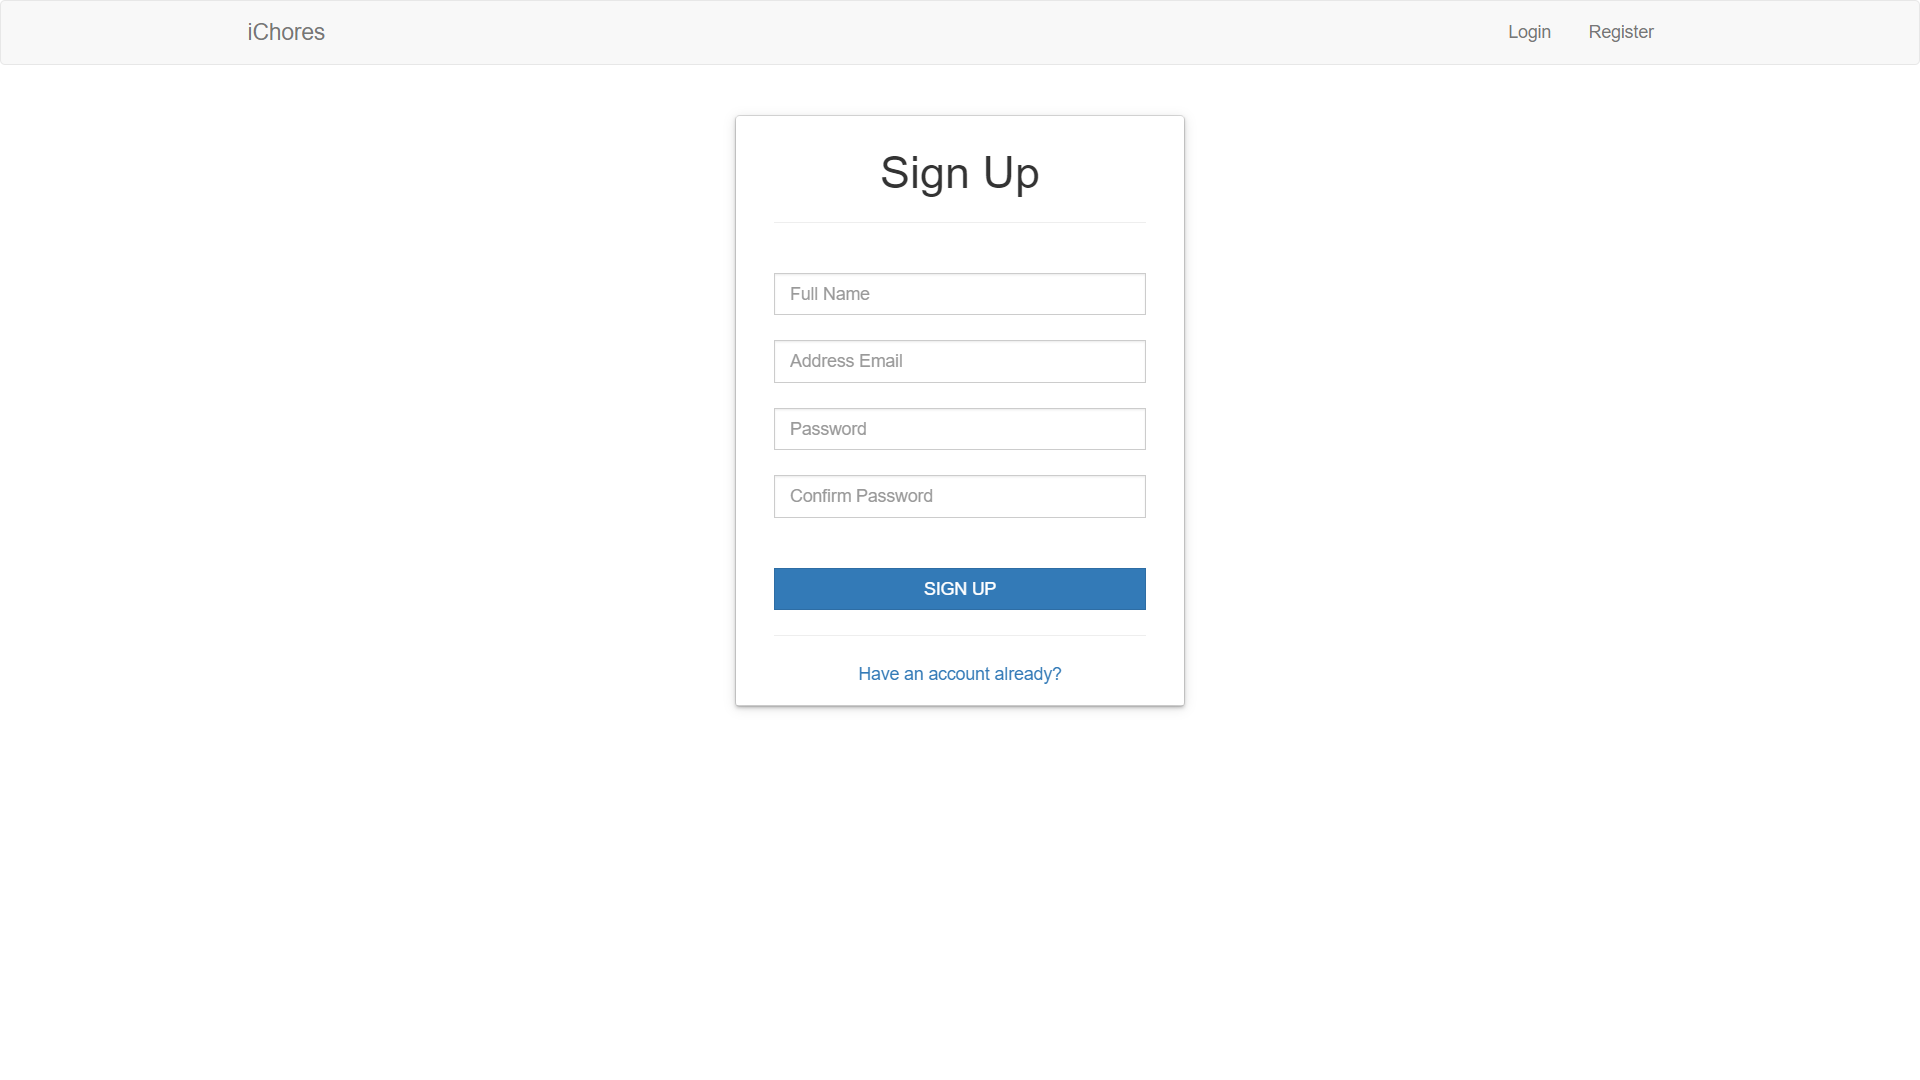 iChores
Login
Register
Sign Up
Full Name
Address Email
Password
Confirm Password
SIGN UP
Have an account already?